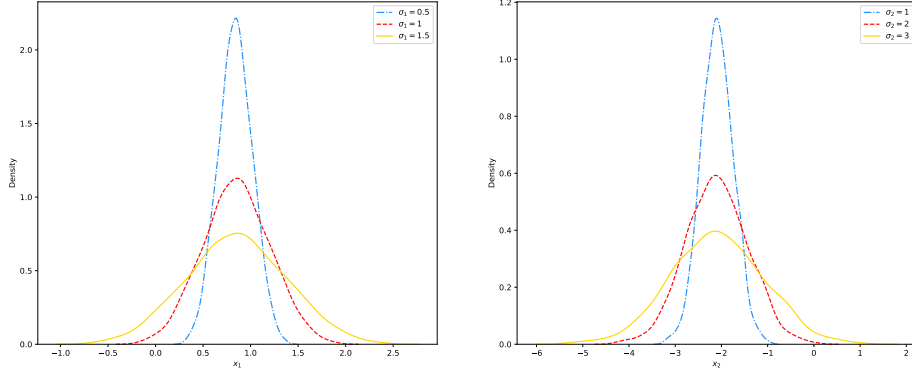 σ₁ = 0.5
σ₁ = 1
σ₁ = 1.5
2.0
1.5
1.0
0.5
0.0
Density
−1.0 −0.5 0.0 0.5 1.0 1.5 2.0 2.5
x₁
σ₂ = 1
σ₂ = 2
σ₂ = 3
1.2
1.0
0.8
0.6
0.4
0.2
0.0
Density
−6 −5 −4 −3 −2 −1 0 1 2
x₂